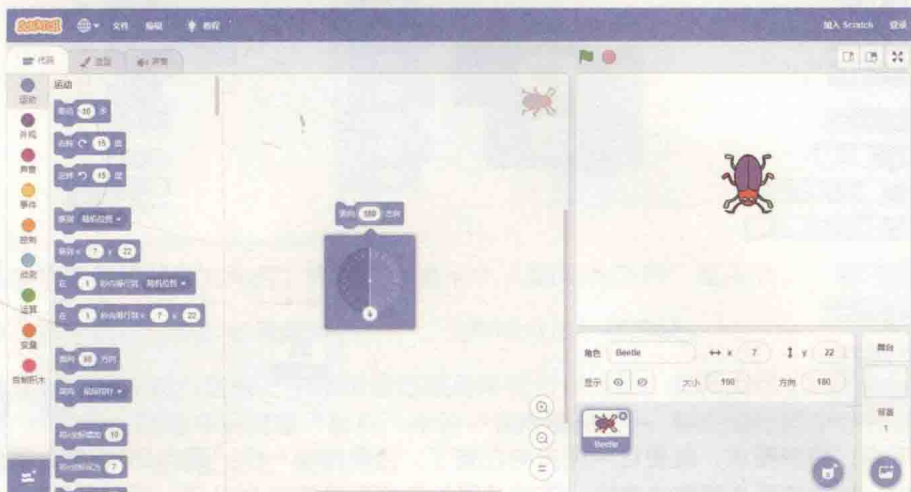 SCRATCH 文件 编辑 教程 加入 Scratch 登录
代码 造型 声音
运动
运动
外观
声音
事件
控制
侦测
运算
变量
自制积木
移动 10 步
右转 15 度
左转 15 度
移到 随机位置
移到 x 7 y 22
在 1 秒内滑行到 随机位置
在 1 秒内滑行到 x 7 y 22
面向 90 方向
面向 鼠标指针
将x坐标增加 10
将x坐标设为 7
面向 180 方向
角色 Beetle x 7 y 22
显示 大小 100 方向 180
Beetle
舞台
背景
1